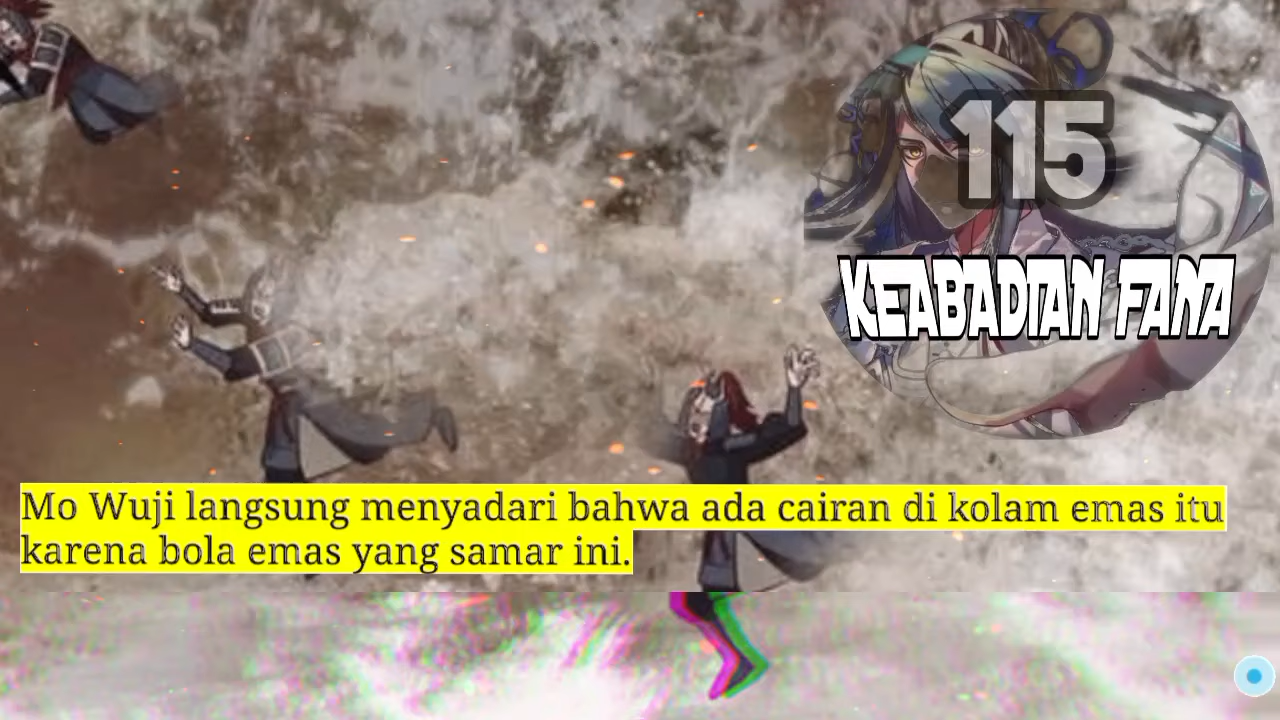 115
KEABADIAN FANA
Mo Wuji langsung menyadari bahwa ada cairan di kolam emas itu
karena bola emas yang samar ini.